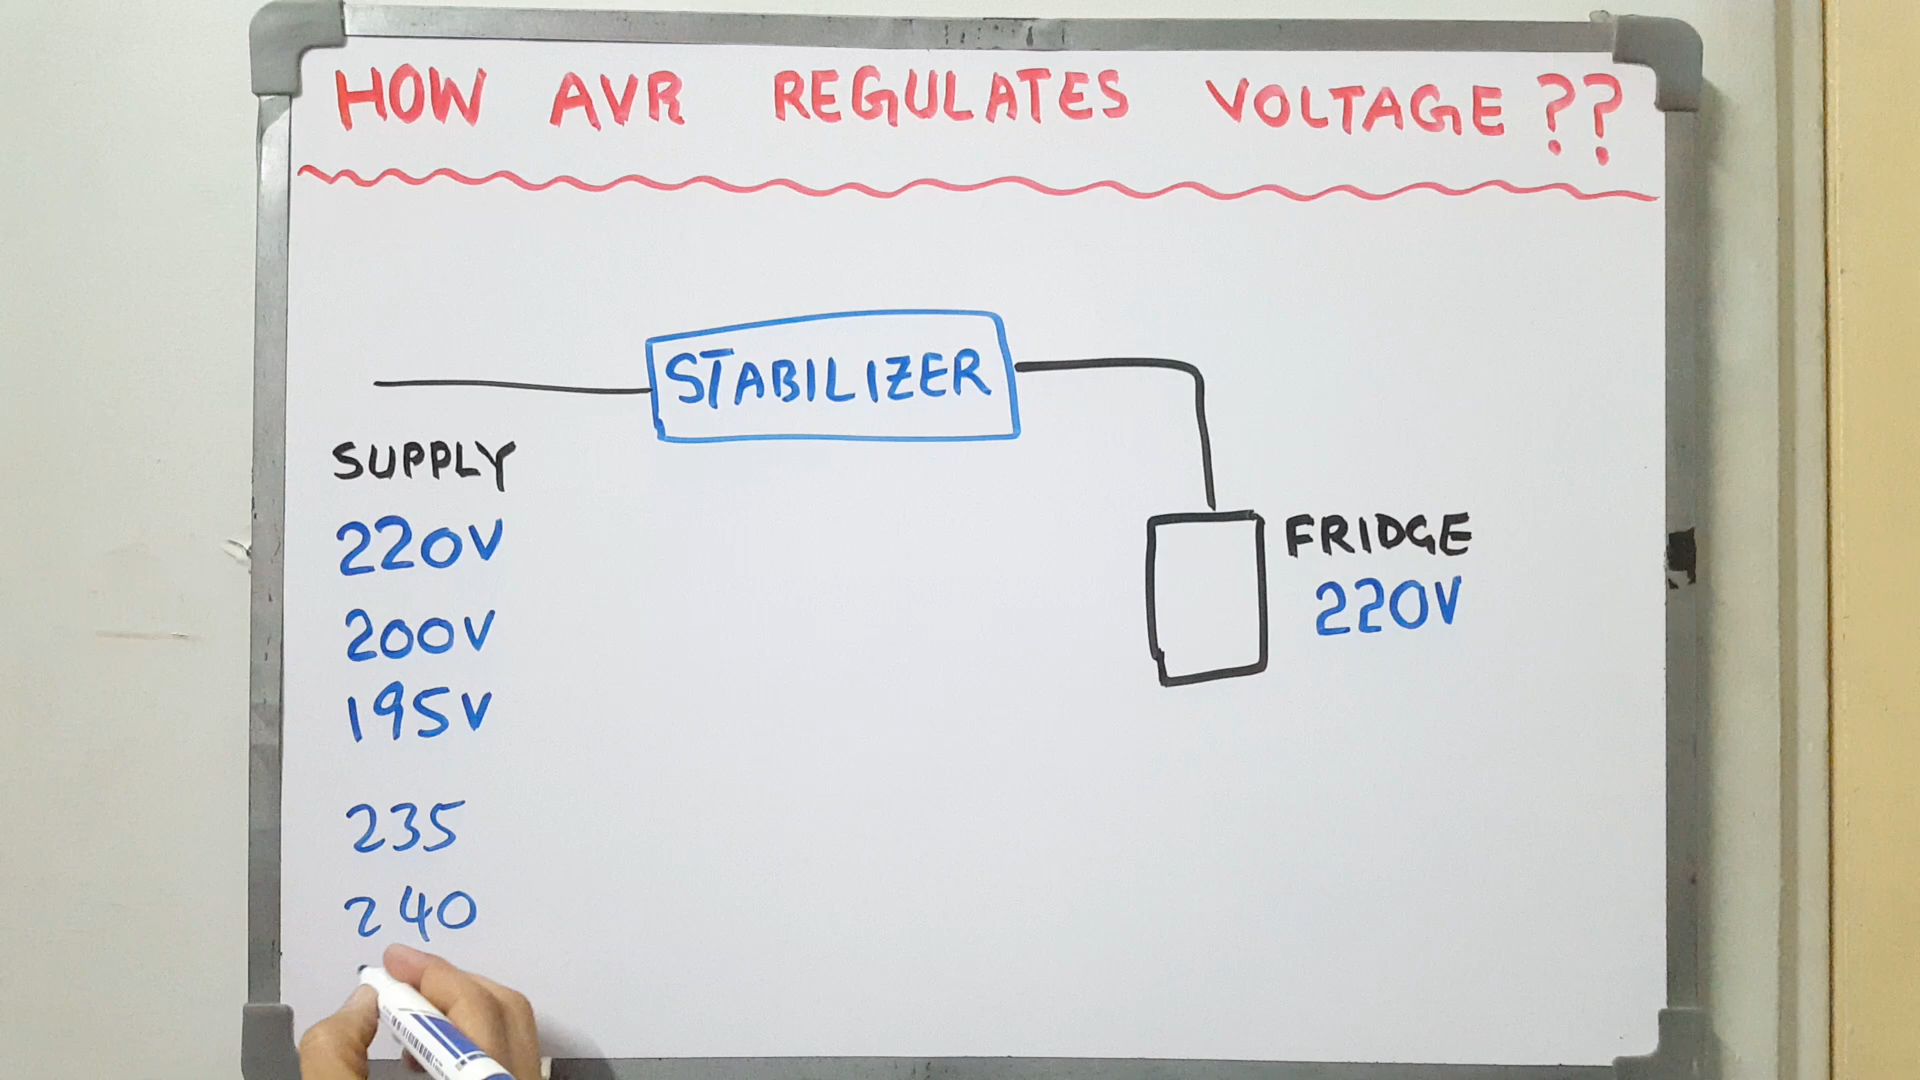 HOW AVR REGULATES VOLTAGE ??
STABILIZER
SUPPLY
220V
200V
195V
235
240
FRIDGE
220V